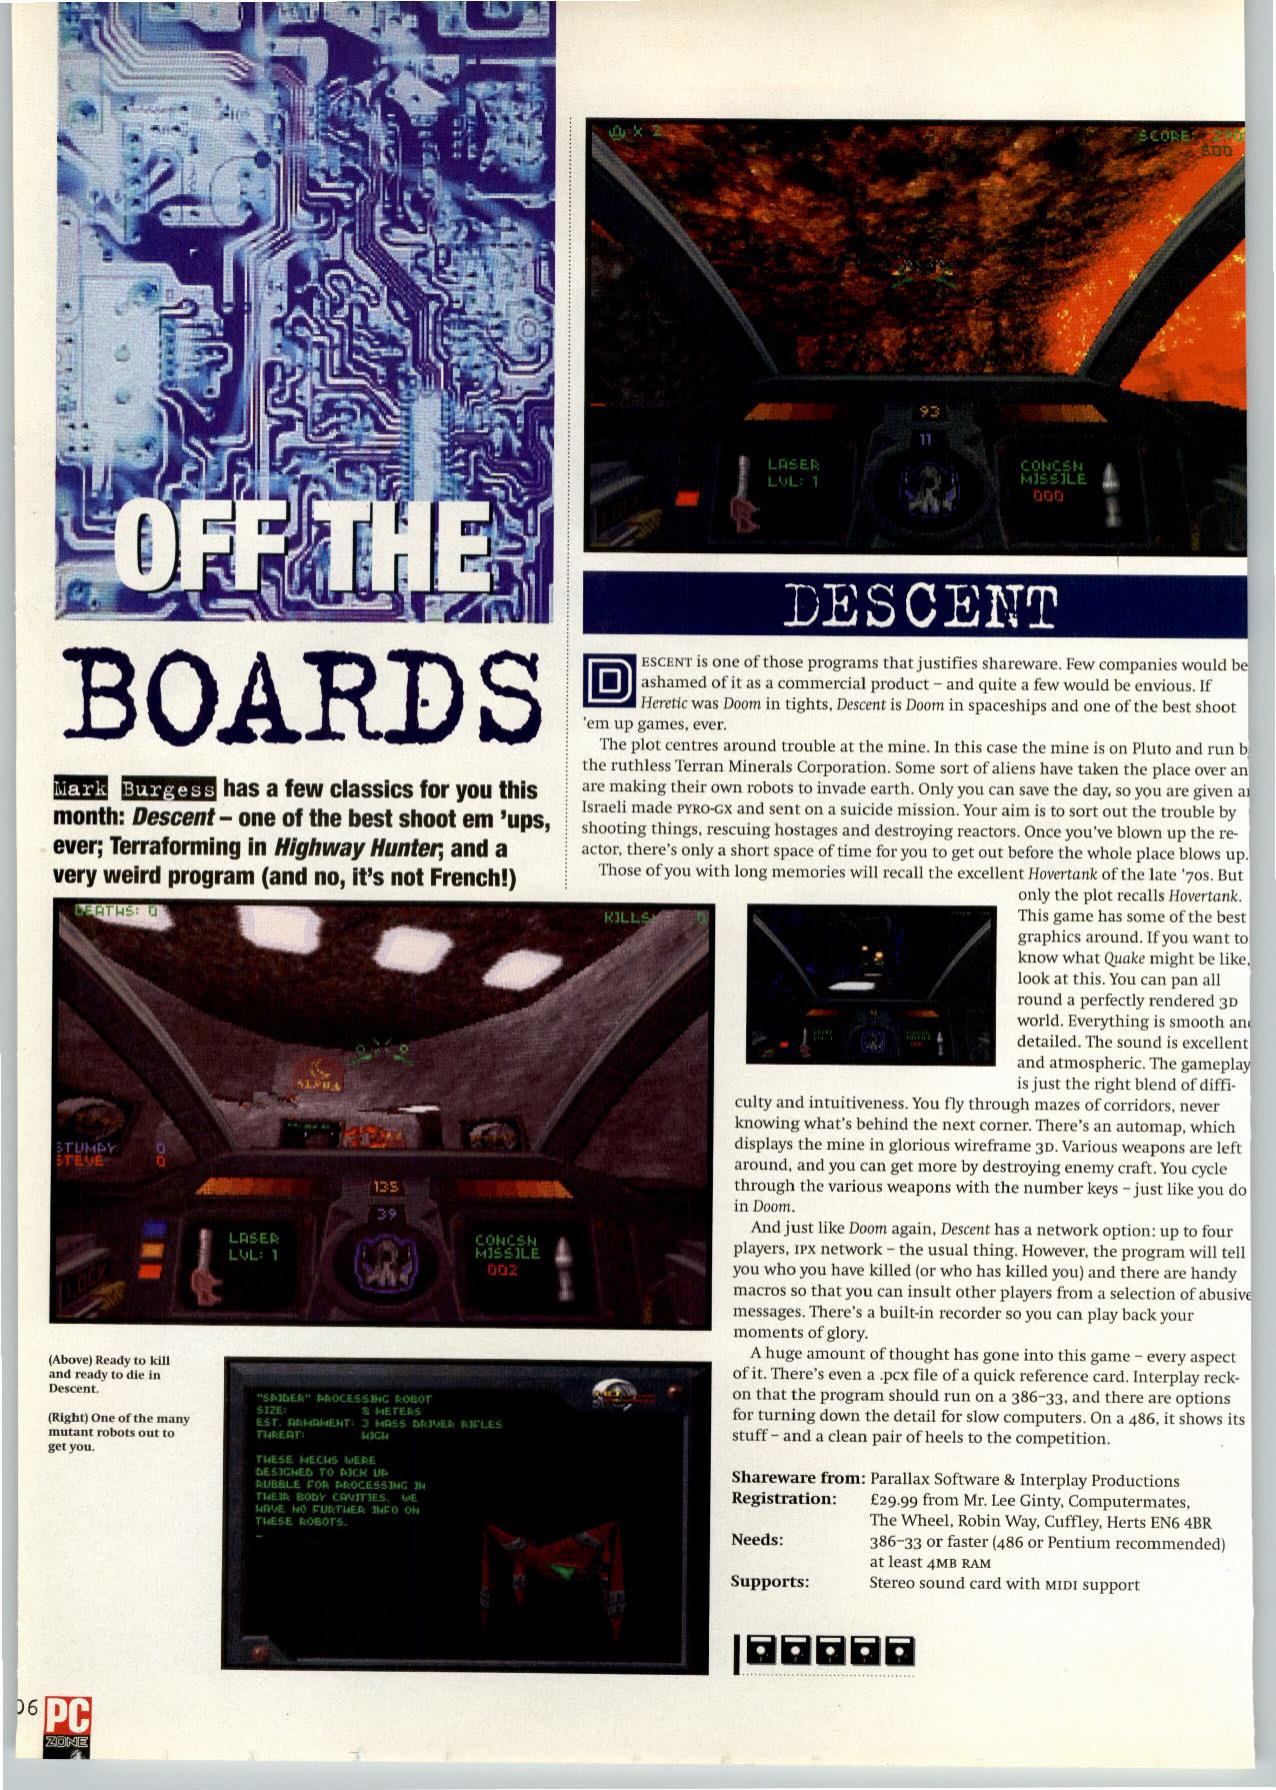 OFF THE
BOARDS
Mark Burgess has a few classics for you this
month: Descent – one of the best shoot em 'ups,
ever; Terraforming in Highway Hunter; and a
very weird program (and no, it's not French!)
X 2
SCORE: 290
500
93
11
LASER
LVL: 1
CONCSN
MISSILE
000
DESCENT
DESCENT is one of those programs that justifies shareware. Few companies would be
ashamed of it as a commercial product – and quite a few would be envious. If
Heretic was Doom in tights, Descent is Doom in spaceships and one of the best shoot
'em up games, ever.
The plot centres around trouble at the mine. In this case the mine is on Pluto and run b
the ruthless Terran Minerals Corporation. Some sort of aliens have taken the place over an
are making their own robots to invade earth. Only you can save the day, so you are given a
Israeli made PYRO-GX and sent on a suicide mission. Your aim is to sort out the trouble by
shooting things, rescuing hostages and destroying reactors. Once you've blown up the re-
actor, there's only a short space of time for you to get out before the whole place blows up.
Those of you with long memories will recall the excellent Hovertank of the late '70s. But
only the plot recalls Hovertank.
This game has some of the best
graphics around. If you want to
know what Quake might be like,
look at this. You can pan all
round a perfectly rendered 3D
world. Everything is smooth an
detailed. The sound is excellent
and atmospheric. The gameplay
is just the right blend of diffi-
culty and intuitiveness. You fly through mazes of corridors, never
knowing what's behind the next corner. There's an automap, which
displays the mine in glorious wireframe 3D. Various weapons are left
around, and you can get more by destroying enemy craft. You cycle
through the various weapons with the number keys – just like you do
in Doom.
And just like Doom again, Descent has a network option: up to four
players, IPX network – the usual thing. However, the program will tell
you who you have killed (or who has killed you) and there are handy
macros so that you can insult other players from a selection of abusive
messages. There's a built-in recorder so you can play back your
moments of glory.
A huge amount of thought has gone into this game – every aspect
of it. There's even a .pcx file of a quick reference card. Interplay reck-
on that the program should run on a 386-33, and there are options
for turning down the detail for slow computers. On a 486, it shows its
stuff – and a clean pair of heels to the competition.
Shareware from: Parallax Software & Interplay Productions
Registration: £29.99 from Mr. Lee Ginty, Computermates,
The Wheel, Robin Way, Cuffley, Herts EN6 4BR
Needs: 386-33 or faster (486 or Pentium recommended)
at least 4MB RAM
Supports: Stereo sound card with MIDI support
DEATHS: 0
KILLS: 0
ALPHA
STUMPY 0
STEVE 0
135
39
LASER
LVL: 1
CONCSN
MISSILE
002
LOCK
(Above) Ready to kill
and ready to die in
Descent.
(Right) One of the many
mutant robots out to
get you.
"SPIDER" PROCESSING ROBOT
SIZE: 8 METERS
EST. ARMAMENT: 3 MASS DRIVER RIFLES
THREAT: HIGH
THESE MECHS WERE
DESIGNED TO PICK UP
RUBBLE FOR PROCESSING IN
THEIR BODY CAVITIES. WE
HAVE NO FURTHER INFO ON
THESE ROBOTS.
06
PC
ZONE